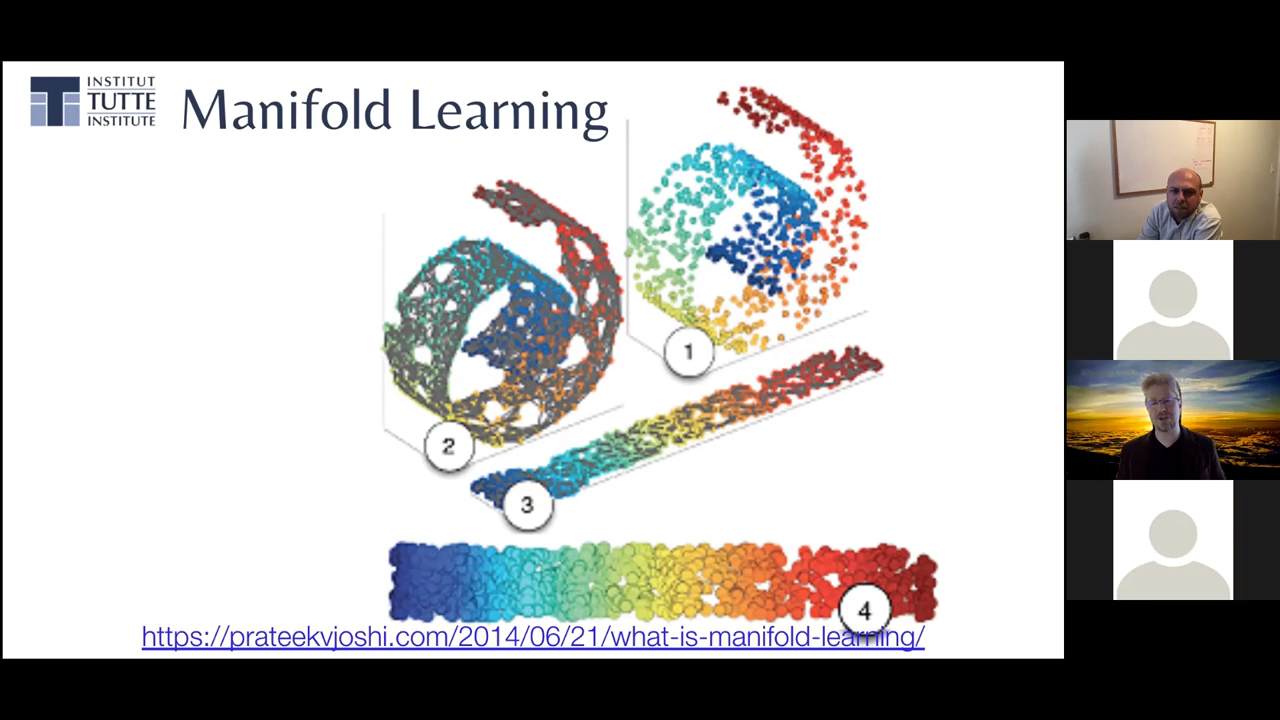 INSTITUT
TUTTE
INSTITUTE
Manifold Learning
1
2
3
4
https://prateekvjoshi.com/2014/06/21/what-is-manifold-learning/